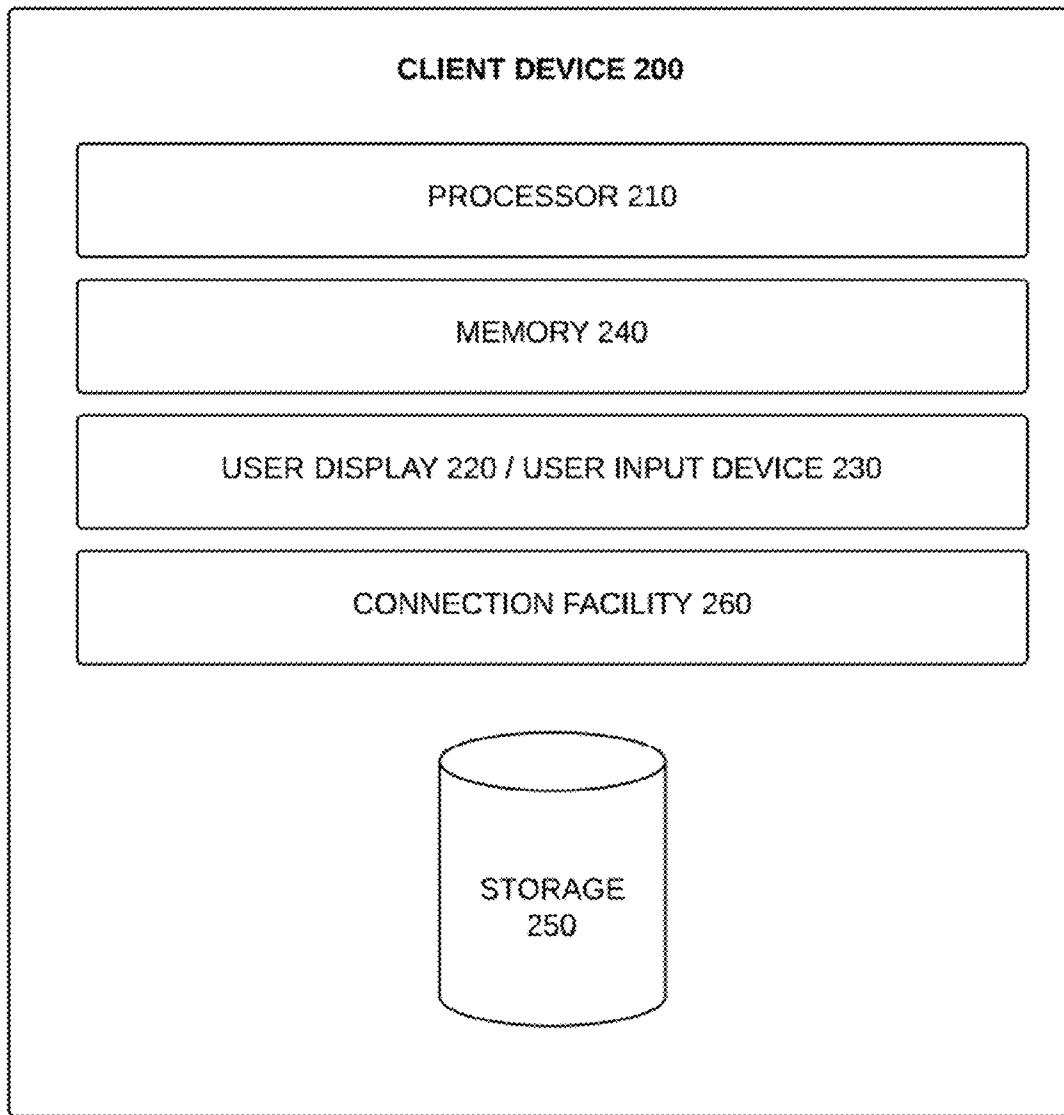 CLIENT DEVICE 200
PROCESSOR 210
MEMORY 240
USER DISPLAY 220 / USER INPUT DEVICE 230
CONNECTION FACILITY 260
STORAGE
250